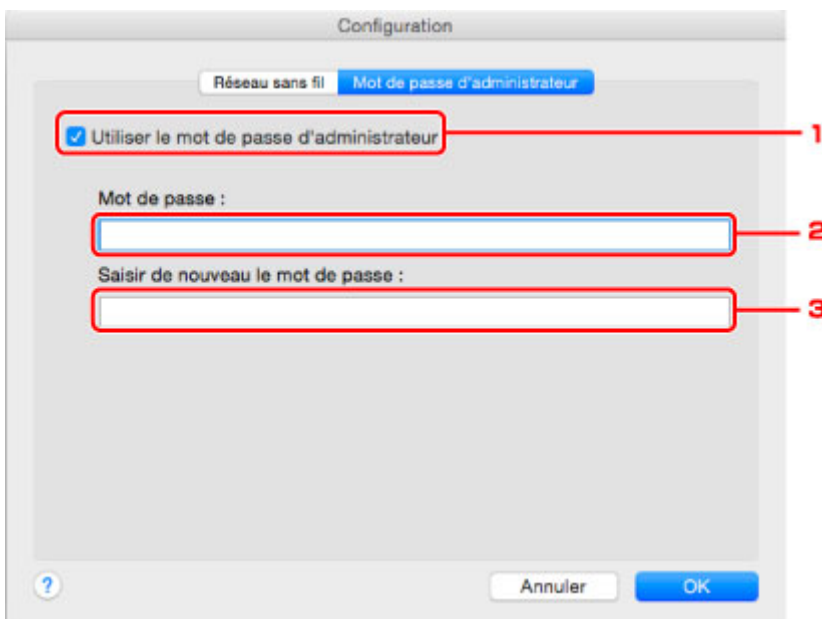 Configuration
Réseau sans fil Mot de passe d'administrateur
Utiliser le mot de passe d'administrateur 1
Mot de passe :
2
Saisir de nouveau le mot de passe :
3
? Annuler OK